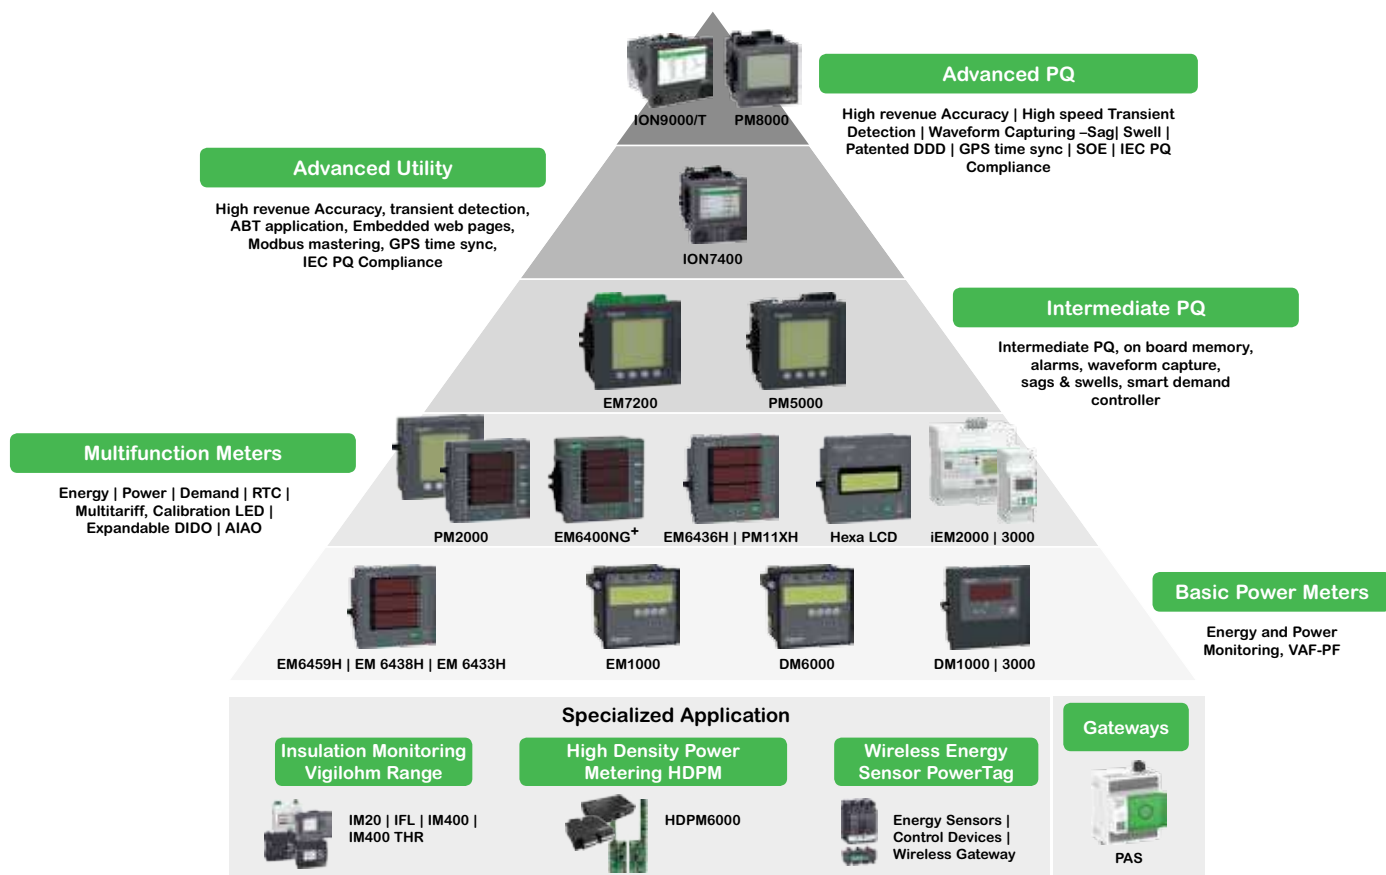 ION9000/T
PM8000
Advanced PQ
High revenue Accuracy | High speed Transient
Detection | Waveform Capturing –Sag| Swell |
Patented DDD | GPS time sync | SOE | IEC PQ
Compliance
Advanced Utility
High revenue Accuracy, transient detection,
ABT application, Embedded web pages,
Modbus mastering, GPS time sync,
IEC PQ Compliance
ION7400
Intermediate PQ
Intermediate PQ, on board memory,
alarms, waveform capture,
sags & swells, smart demand
controller
EM7200
PM5000
Multifunction Meters
Energy | Power | Demand | RTC |
Multitariff, Calibration LED |
Expandable DIDO | AIAO
PM2000
EM6400NG+
EM6436H | PM11XH
Hexa LCD
iEM2000 | 3000
Basic Power Meters
Energy and Power
Monitoring, VAF-PF
EM6459H | EM 6438H | EM 6433H
EM1000
DM6000
DM1000 | 3000
Specialized Application
Insulation Monitoring
Vigilohm Range
IM20 | IFL | IM400 |
IM400 THR
High Density Power
Metering HDPM
HDPM6000
Wireless Energy
Sensor PowerTag
Energy Sensors |
Control Devices |
Wireless Gateway
Gateways
PAS